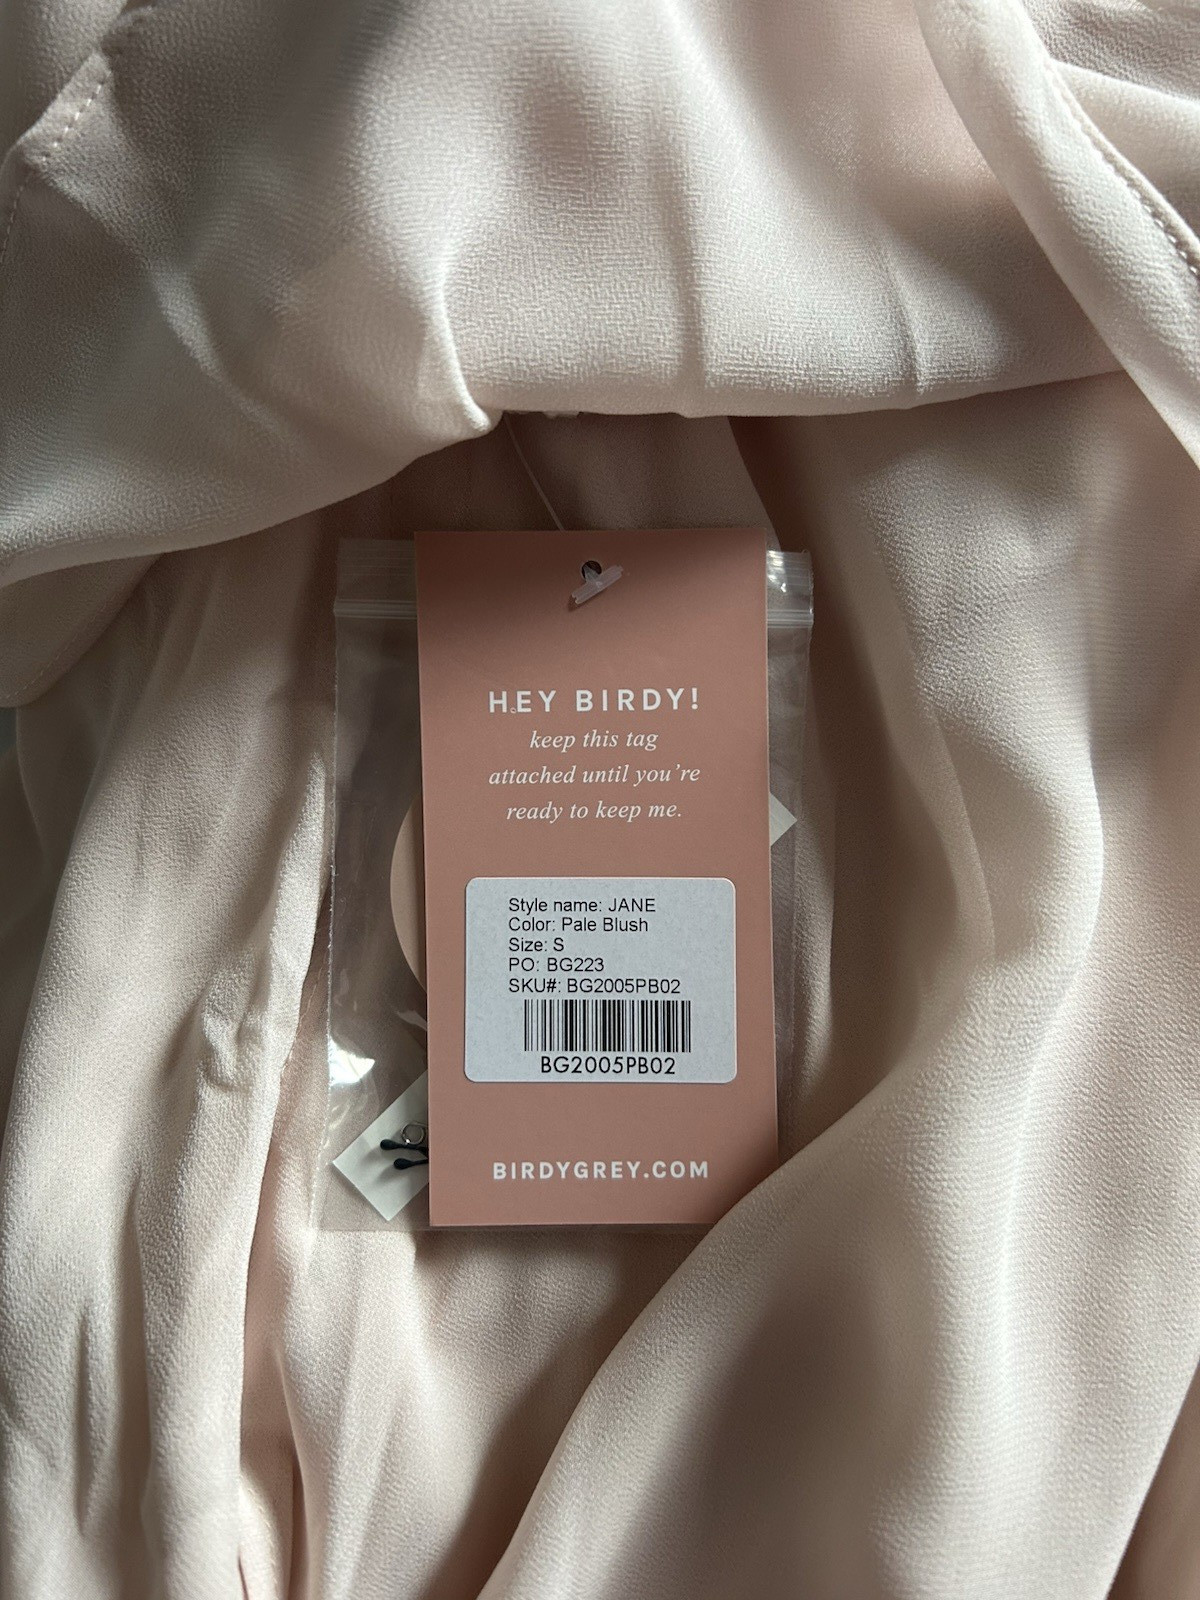 HEY BIRDY!
keep this tag
attached until you're
ready to keep me.
Style name: JANE
Color: Pale Blush
Size: S
PO: BG223
SKU#: BG2005PB02
BG2005PB02
BIRDYGREY.COM